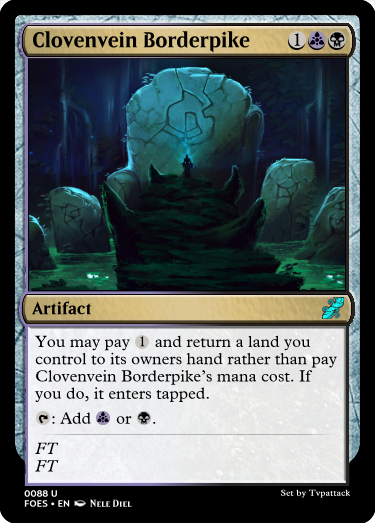 Clovenvein Borderpike 1
You may pay 1 and return a land you
control to its owners hand rather than pay
Clovenvein Borderpike's mana cost. If
you do, it enters tapped.
: Add or .
FT
FT
Artifact
0088 U
FOES • EN Nele Diel
Set by Tvpattack